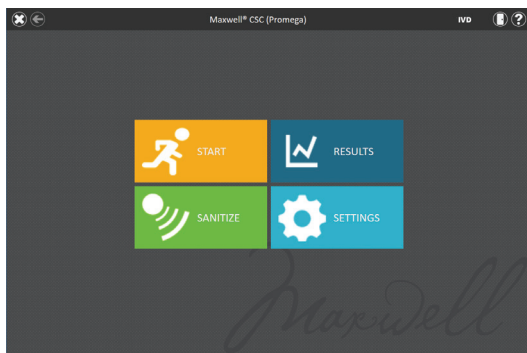 Maxwell® CSC (Promega)
IVD
?
START
RESULTS
SANITIZE
SETTINGS
Maxwell